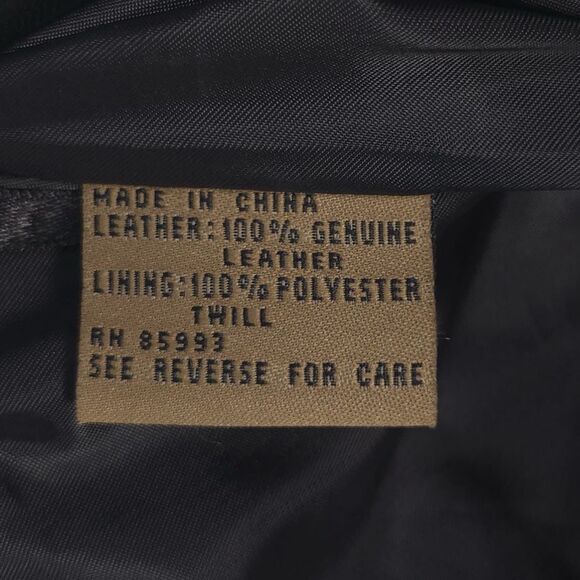 MADE IN CHINA
LEATHER: 100% GENUINE
LEATHER
LINING: 100% POLYESTER
TWILL
RN 85993
SEE REVERSE FOR CARE